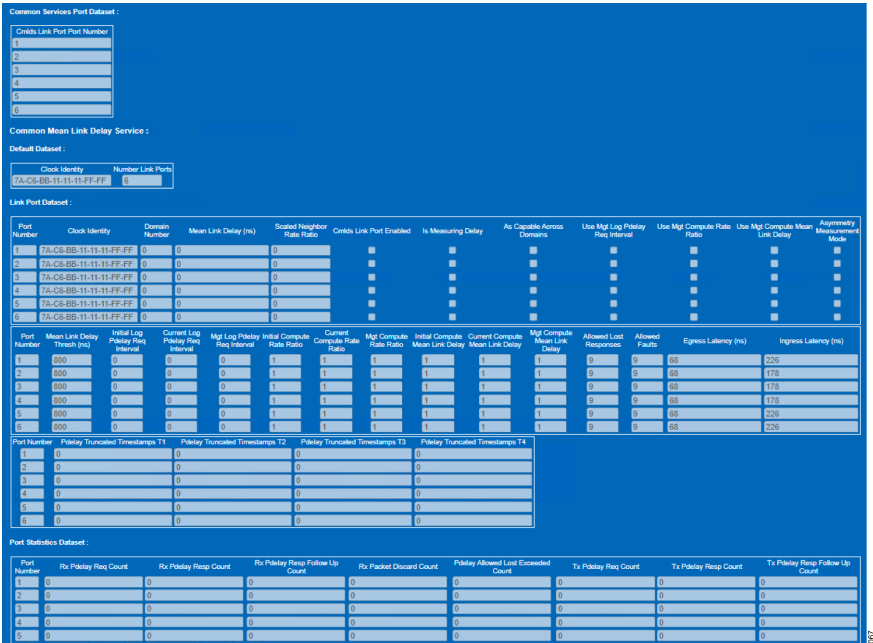 Common Services Port Dataset :
Cmlds Link Port Port Number
1
2
3
4
5
6
Common Mean Link Delay Service :
Default Dataset :
Clock Identity Number Link Ports
7A-C6-BB-11-11-11-FF-FF 6
Link Port Dataset :
Port Number Clock Identity Domain Number Mean Link Delay (ns) Scaled Neighbor Rate Ratio Cmlds Link Port Enabled Is Measuring Delay As Capable Across Domains Use Mgt Log Pdelay Req Interval Use Mgt Compute Rate Ratio Use Mgt Compute Mean Link Delay Asymmetry Measurement Mode
1 7A-C6-BB-11-11-11-FF-FF 0 0 0
2 7A-C6-BB-11-11-11-FF-FF 0 0 0
3 7A-C6-BB-11-11-11-FF-FF 0 0 0
4 7A-C6-BB-11-11-11-FF-FF 0 0 0
5 7A-C6-BB-11-11-11-FF-FF 0 0 0
6 7A-C6-BB-11-11-11-FF-FF 0 0 0
Port Number Mean Link Delay Thresh (ns) Initial Log Pdelay Req Interval Current Log Pdelay Req Interval Mgt Log Pdelay Req Interval Initial Compute Rate Ratio Current Compute Rate Ratio Mgt Compute Rate Ratio Initial Compute Mean Link Delay Current Compute Mean Link Delay Mgt Compute Mean Link Delay Allowed Lost Responses Allowed Faults Egress Latency (ns) Ingress Latency (ns)
1 800 0 0 0 1 1 1 1 1 1 9 9 68 226
2 800 0 0 0 1 1 1 1 1 1 9 9 68 178
3 800 0 0 0 1 1 1 1 1 1 9 9 68 178
4 800 0 0 0 1 1 1 1 1 1 9 9 68 178
5 800 0 0 0 1 1 1 1 1 1 9 9 68 226
6 800 0 0 0 1 1 1 1 1 1 9 9 68 226
Port Number Pdelay Truncated Timestamps T1 Pdelay Truncated Timestamps T2 Pdelay Truncated Timestamps T3 Pdelay Truncated Timestamps T4
1 0 0 0 0
2 0 0 0 0
3 0 0 0 0
4 0 0 0 0
5 0 0 0 0
6 0 0 0 0
Port Statistics Dataset :
Port Number Rx Pdelay Req Count Rx Pdelay Resp Count Rx Pdelay Resp Follow Up Count Rx Packet Discard Count Pdelay Allowed Lost Exceeded Count Tx Pdelay Req Count Tx Pdelay Resp Count Tx Pdelay Resp Follow Up Count
1 0 0 0 0 0 0 0 0
2 0 0 0 0 0 0 0 0
3 0 0 0 0 0 0 0 0
4 0 0 0 0 0 0 0 0
5 0 0 0 0 0 0 0 0